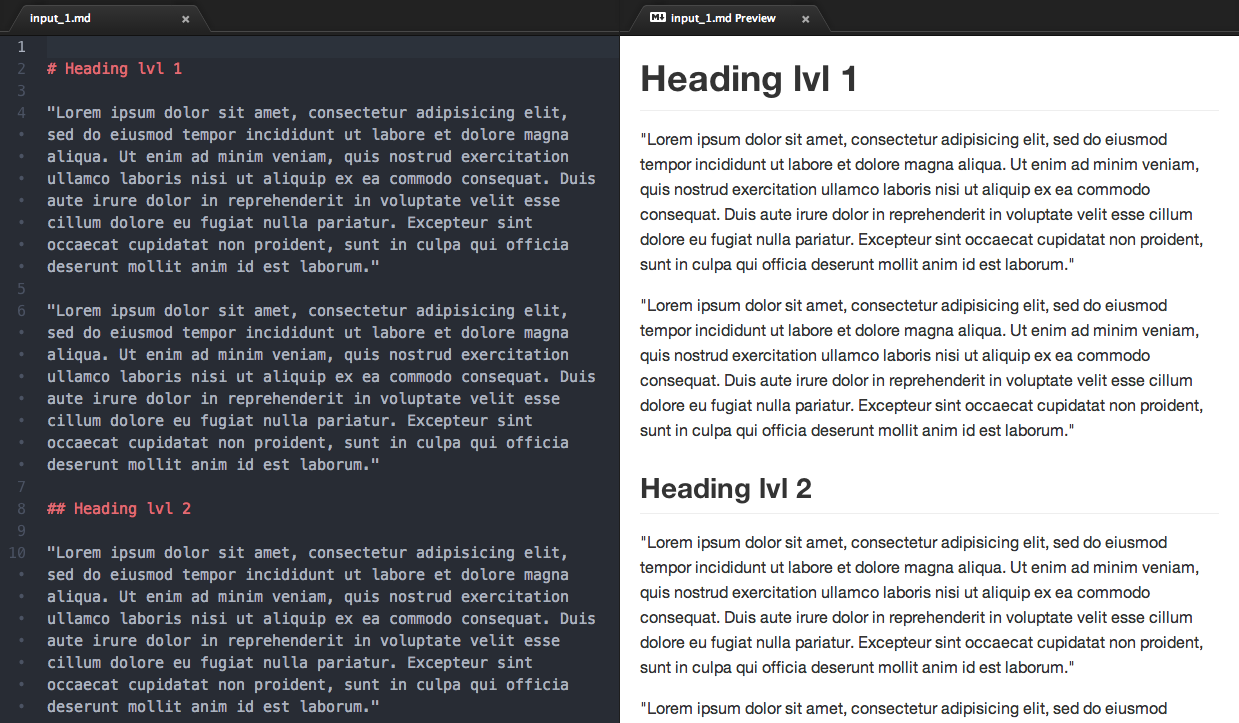 input_1.md
1
2 # Heading lvl 1
3
4 "Lorem ipsum dolor sit amet, consectetur adipisicing elit,
• sed do eiusmod tempor incididunt ut labore et dolore magna
• aliqua. Ut enim ad minim veniam, quis nostrud exercitation
• ullamco laboris nisi ut aliquip ex ea commodo consequat. Duis
• aute irure dolor in reprehenderit in voluptate velit esse
• cillum dolore eu fugiat nulla pariatur. Excepteur sint
• occaecat cupidatat non proident, sunt in culpa qui officia
• deserunt mollit anim id est laborum."
5
6 "Lorem ipsum dolor sit amet, consectetur adipisicing elit,
• sed do eiusmod tempor incididunt ut labore et dolore magna
• aliqua. Ut enim ad minim veniam, quis nostrud exercitation
• ullamco laboris nisi ut aliquip ex ea commodo consequat. Duis
• aute irure dolor in reprehenderit in voluptate velit esse
• cillum dolore eu fugiat nulla pariatur. Excepteur sint
• occaecat cupidatat non proident, sunt in culpa qui officia
• deserunt mollit anim id est laborum."
7
8 ## Heading lvl 2
9
10 "Lorem ipsum dolor sit amet, consectetur adipisicing elit,
• sed do eiusmod tempor incididunt ut labore et dolore magna
• aliqua. Ut enim ad minim veniam, quis nostrud exercitation
• ullamco laboris nisi ut aliquip ex ea commodo consequat. Duis
• aute irure dolor in reprehenderit in voluptate velit esse
• cillum dolore eu fugiat nulla pariatur. Excepteur sint
• occaecat cupidatat non proident, sunt in culpa qui officia
• deserunt mollit anim id est laborum."
input_1.md Preview
Heading lvl 1
"Lorem ipsum dolor sit amet, consectetur adipisicing elit, sed do eiusmod
tempor incididunt ut labore et dolore magna aliqua. Ut enim ad minim veniam,
quis nostrud exercitation ullamco laboris nisi ut aliquip ex ea commodo
consequat. Duis aute irure dolor in reprehenderit in voluptate velit esse cillum
dolore eu fugiat nulla pariatur. Excepteur sint occaecat cupidatat non proident,
sunt in culpa qui officia deserunt mollit anim id est laborum."
"Lorem ipsum dolor sit amet, consectetur adipisicing elit, sed do eiusmod
tempor incididunt ut labore et dolore magna aliqua. Ut enim ad minim veniam,
quis nostrud exercitation ullamco laboris nisi ut aliquip ex ea commodo
consequat. Duis aute irure dolor in reprehenderit in voluptate velit esse cillum
dolore eu fugiat nulla pariatur. Excepteur sint occaecat cupidatat non proident,
sunt in culpa qui officia deserunt mollit anim id est laborum."
Heading lvl 2
"Lorem ipsum dolor sit amet, consectetur adipisicing elit, sed do eiusmod
tempor incididunt ut labore et dolore magna aliqua. Ut enim ad minim veniam,
quis nostrud exercitation ullamco laboris nisi ut aliquip ex ea commodo
consequat. Duis aute irure dolor in reprehenderit in voluptate velit esse cillum
dolore eu fugiat nulla pariatur. Excepteur sint occaecat cupidatat non proident,
sunt in culpa qui officia deserunt mollit anim id est laborum."
"Lorem ipsum dolor sit amet, consectetur adipisicing elit, sed do eiusmod